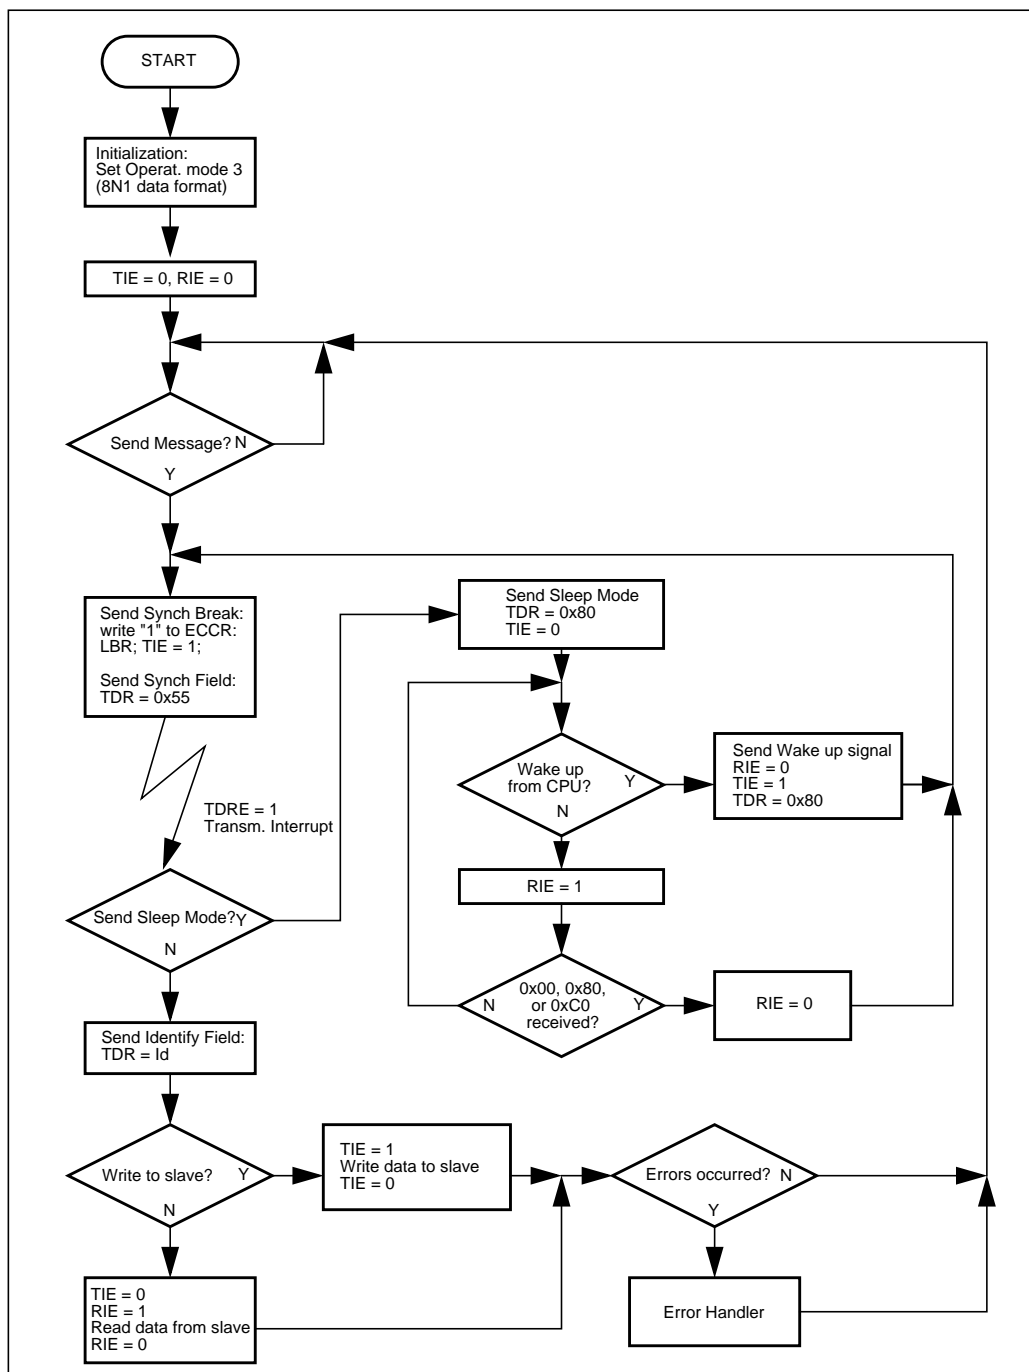 START
Initialization:
Set Operat. mode 3
(8N1 data format)
TIE = 0, RIE = 0
Send Message?
N
Y
Send Synch Break:
write "1" to ECCR:
LBR; TIE = 1;
Send Synch Field:
TDR = 0x55
TDRE = 1
Transm. Interrupt
Send Sleep Mode?
Y
N
Send Sleep Mode
TDR = 0x80
TIE = 0
Wake up
from CPU?
Y
N
Send Wake up signal
RIE = 0
TIE = 1
TDR = 0x80
RIE = 1
0x00, 0x80,
or 0xC0
received?
N
Y
RIE = 0
Send Identify Field:
TDR = Id
Write to slave?
Y
N
TIE = 1
Write data to slave
TIE = 0
TIE = 0
RIE = 1
Read data from slave
RIE = 0
Errors occurred?
N
Y
Error Handler